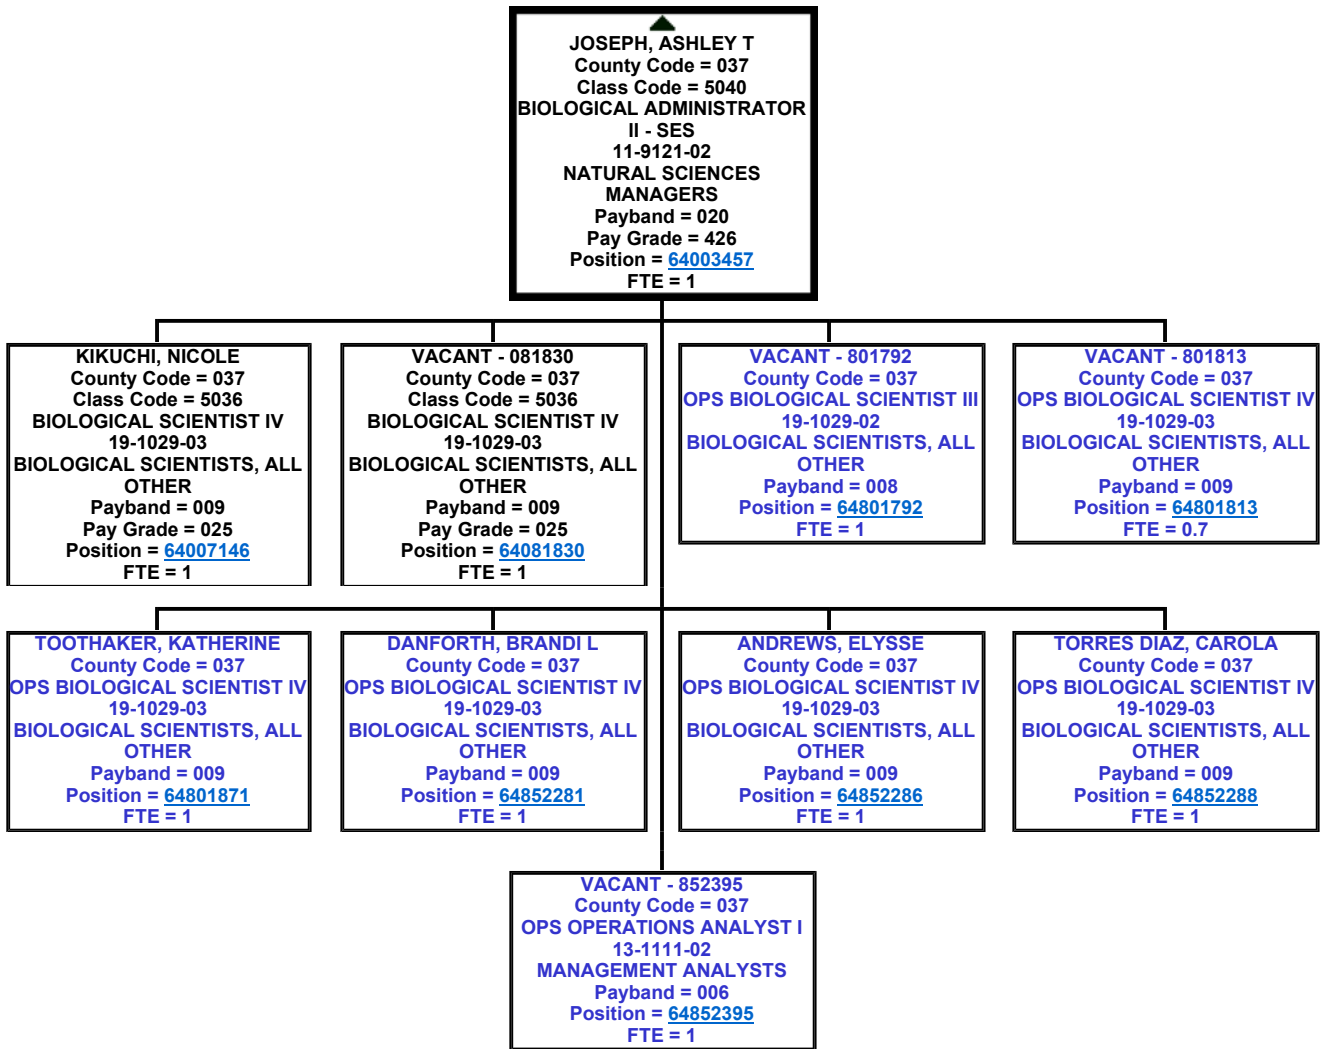 JOSEPH, ASHLEY T
County Code = 037
Class Code = 5040
BIOLOGICAL ADMINISTRATOR
II - SES
11-9121-02
NATURAL SCIENCES
MANAGERS
Payband = 020
Pay Grade = 426
Position = 64003457
FTE = 1
KIKUCHI, NICOLE
County Code = 037
Class Code = 5036
BIOLOGICAL SCIENTIST IV
19-1029-03
BIOLOGICAL SCIENTISTS, ALL
OTHER
Payband = 009
Pay Grade = 025
Position = 64007146
FTE = 1
VACANT - 081830
County Code = 037
Class Code = 5036
BIOLOGICAL SCIENTIST IV
19-1029-03
BIOLOGICAL SCIENTISTS, ALL
OTHER
Payband = 009
Pay Grade = 025
Position = 64081830
FTE = 1
VACANT - 801792
County Code = 037
OPS BIOLOGICAL SCIENTIST III
19-1029-02
BIOLOGICAL SCIENTISTS, ALL
OTHER
Payband = 008
Position = 64801792
FTE = 1
VACANT - 801813
County Code = 037
OPS BIOLOGICAL SCIENTIST IV
19-1029-03
BIOLOGICAL SCIENTISTS, ALL
OTHER
Payband = 009
Position = 64801813
FTE = 0.7
TOOTHAKER, KATHERINE
County Code = 037
OPS BIOLOGICAL SCIENTIST IV
19-1029-03
BIOLOGICAL SCIENTISTS, ALL
OTHER
Payband = 009
Position = 64801871
FTE = 1
DANFORTH, BRANDI L
County Code = 037
OPS BIOLOGICAL SCIENTIST IV
19-1029-03
BIOLOGICAL SCIENTISTS, ALL
OTHER
Payband = 009
Position = 64852281
FTE = 1
ANDREWS, ELYSSE
County Code = 037
OPS BIOLOGICAL SCIENTIST IV
19-1029-03
BIOLOGICAL SCIENTISTS, ALL
OTHER
Payband = 009
Position = 64852286
FTE = 1
TORRES DIAZ, CAROLA
County Code = 037
OPS BIOLOGICAL SCIENTIST IV
19-1029-03
BIOLOGICAL SCIENTISTS, ALL
OTHER
Payband = 009
Position = 64852288
FTE = 1
VACANT - 852395
County Code = 037
OPS OPERATIONS ANALYST I
13-1111-02
MANAGEMENT ANALYSTS
Payband = 006
Position = 64852395
FTE = 1